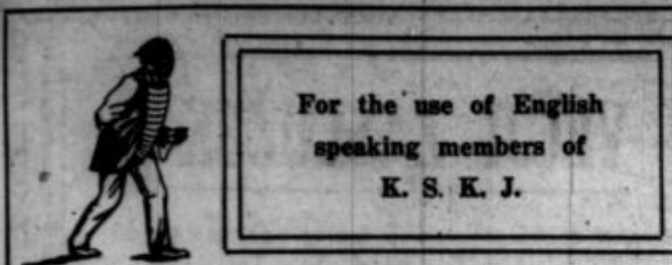 For the use of English
speaking members of
K. S. K. J.